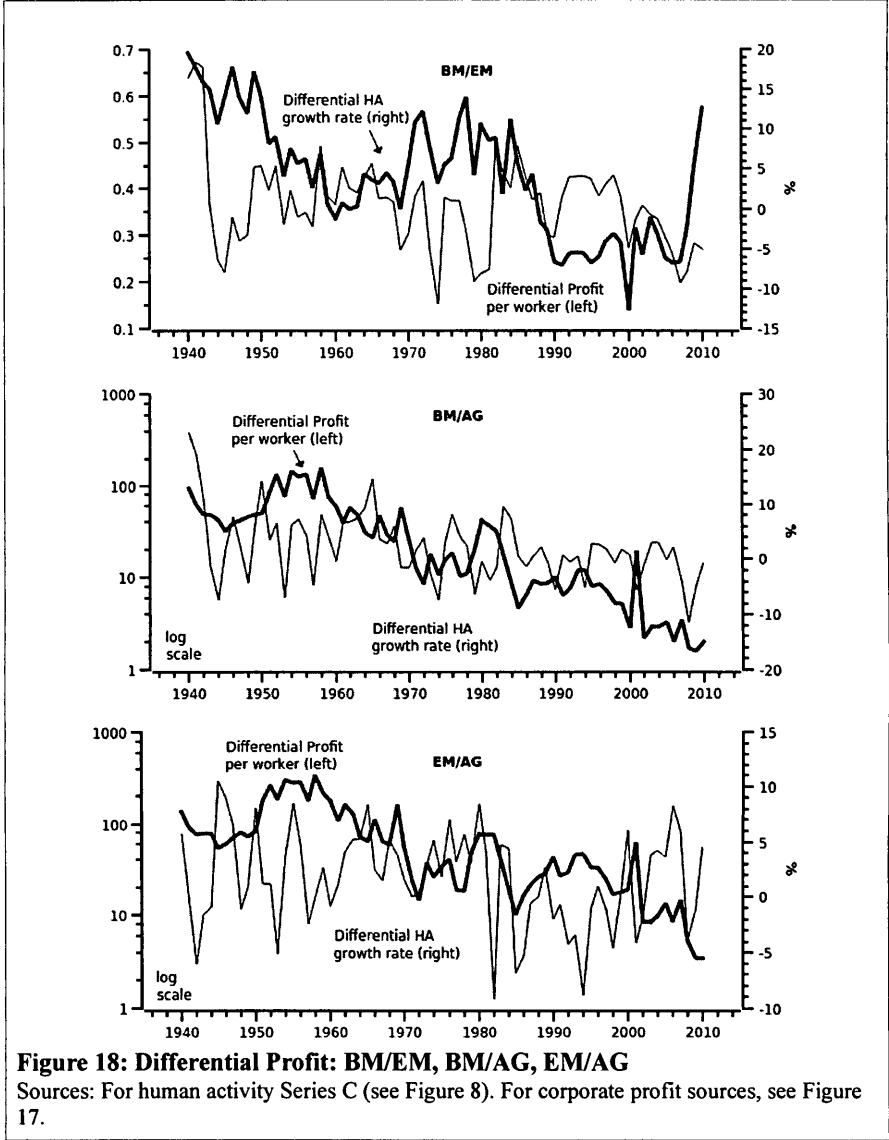 BM/EM
Differential HA
growth rate (right)
Differential Profit
per worker (left)
0.7
0.6
0.5
0.4
0.3
0.2
0.1
20
15
10
5
0
-5
-10
-15
%
1940 1950 1960 1970 1980 1990 2000 2010
BM/AG
Differential Profit
per worker (left)
Differential HA
growth rate (right)
log
scale
1000
100
10
1
30
20
10
0
-10
-20
%
1940 1950 1960 1970 1980 1990 2000 2010
EM/AG
Differential Profit
per worker (left)
Differential HA
growth rate (right)
log
scale
1000
100
10
1
15
10
5
0
-5
-10
%
1940 1950 1960 1970 1980 1990 2000 2010
Figure 18: Differential Profit: BM/EM, BM/AG, EM/AG
Sources: For human activity Series C (see Figure 8). For corporate profit sources, see Figure
17.